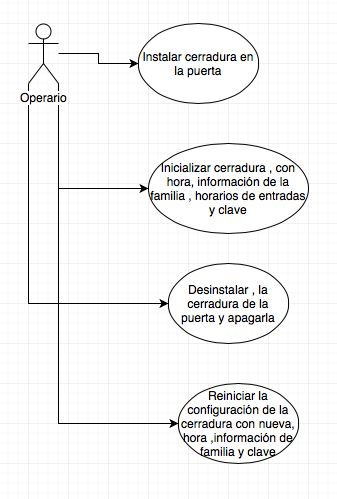 Instalar cerradura en
la puerta
Operario
Inicializar cerradura , con
hora, información de la
familia , horarios de entradas
y clave
Desinstalar , la
cerradura de la
puerta y apagarla
Reiniciar la
configuración de la
cerradura con nueva,
hora ,información de
familia y clave